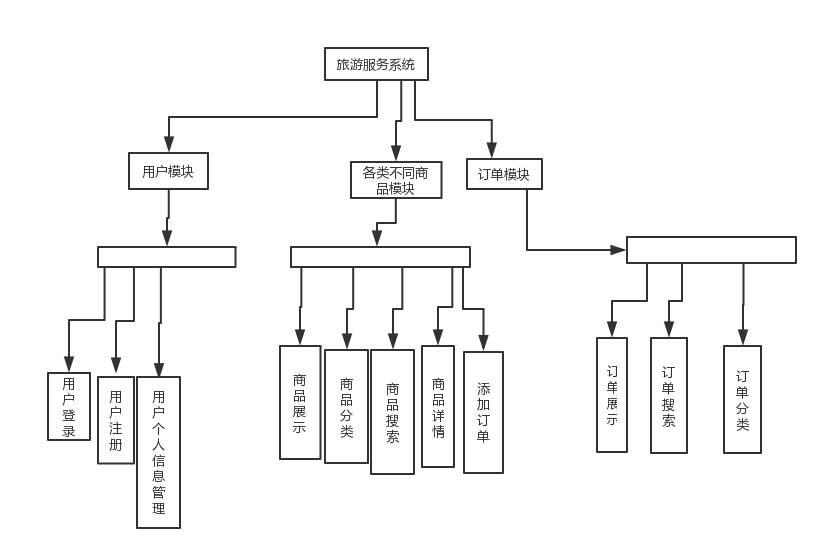 旅游服务系统
用户模块
各类不同商
品模块
订单模块
用户登录
用户注册
用户个人信息管理
商品展示
商品分类
商品搜索
商品详情
添加订单
订单展示
订单搜索
订单分类